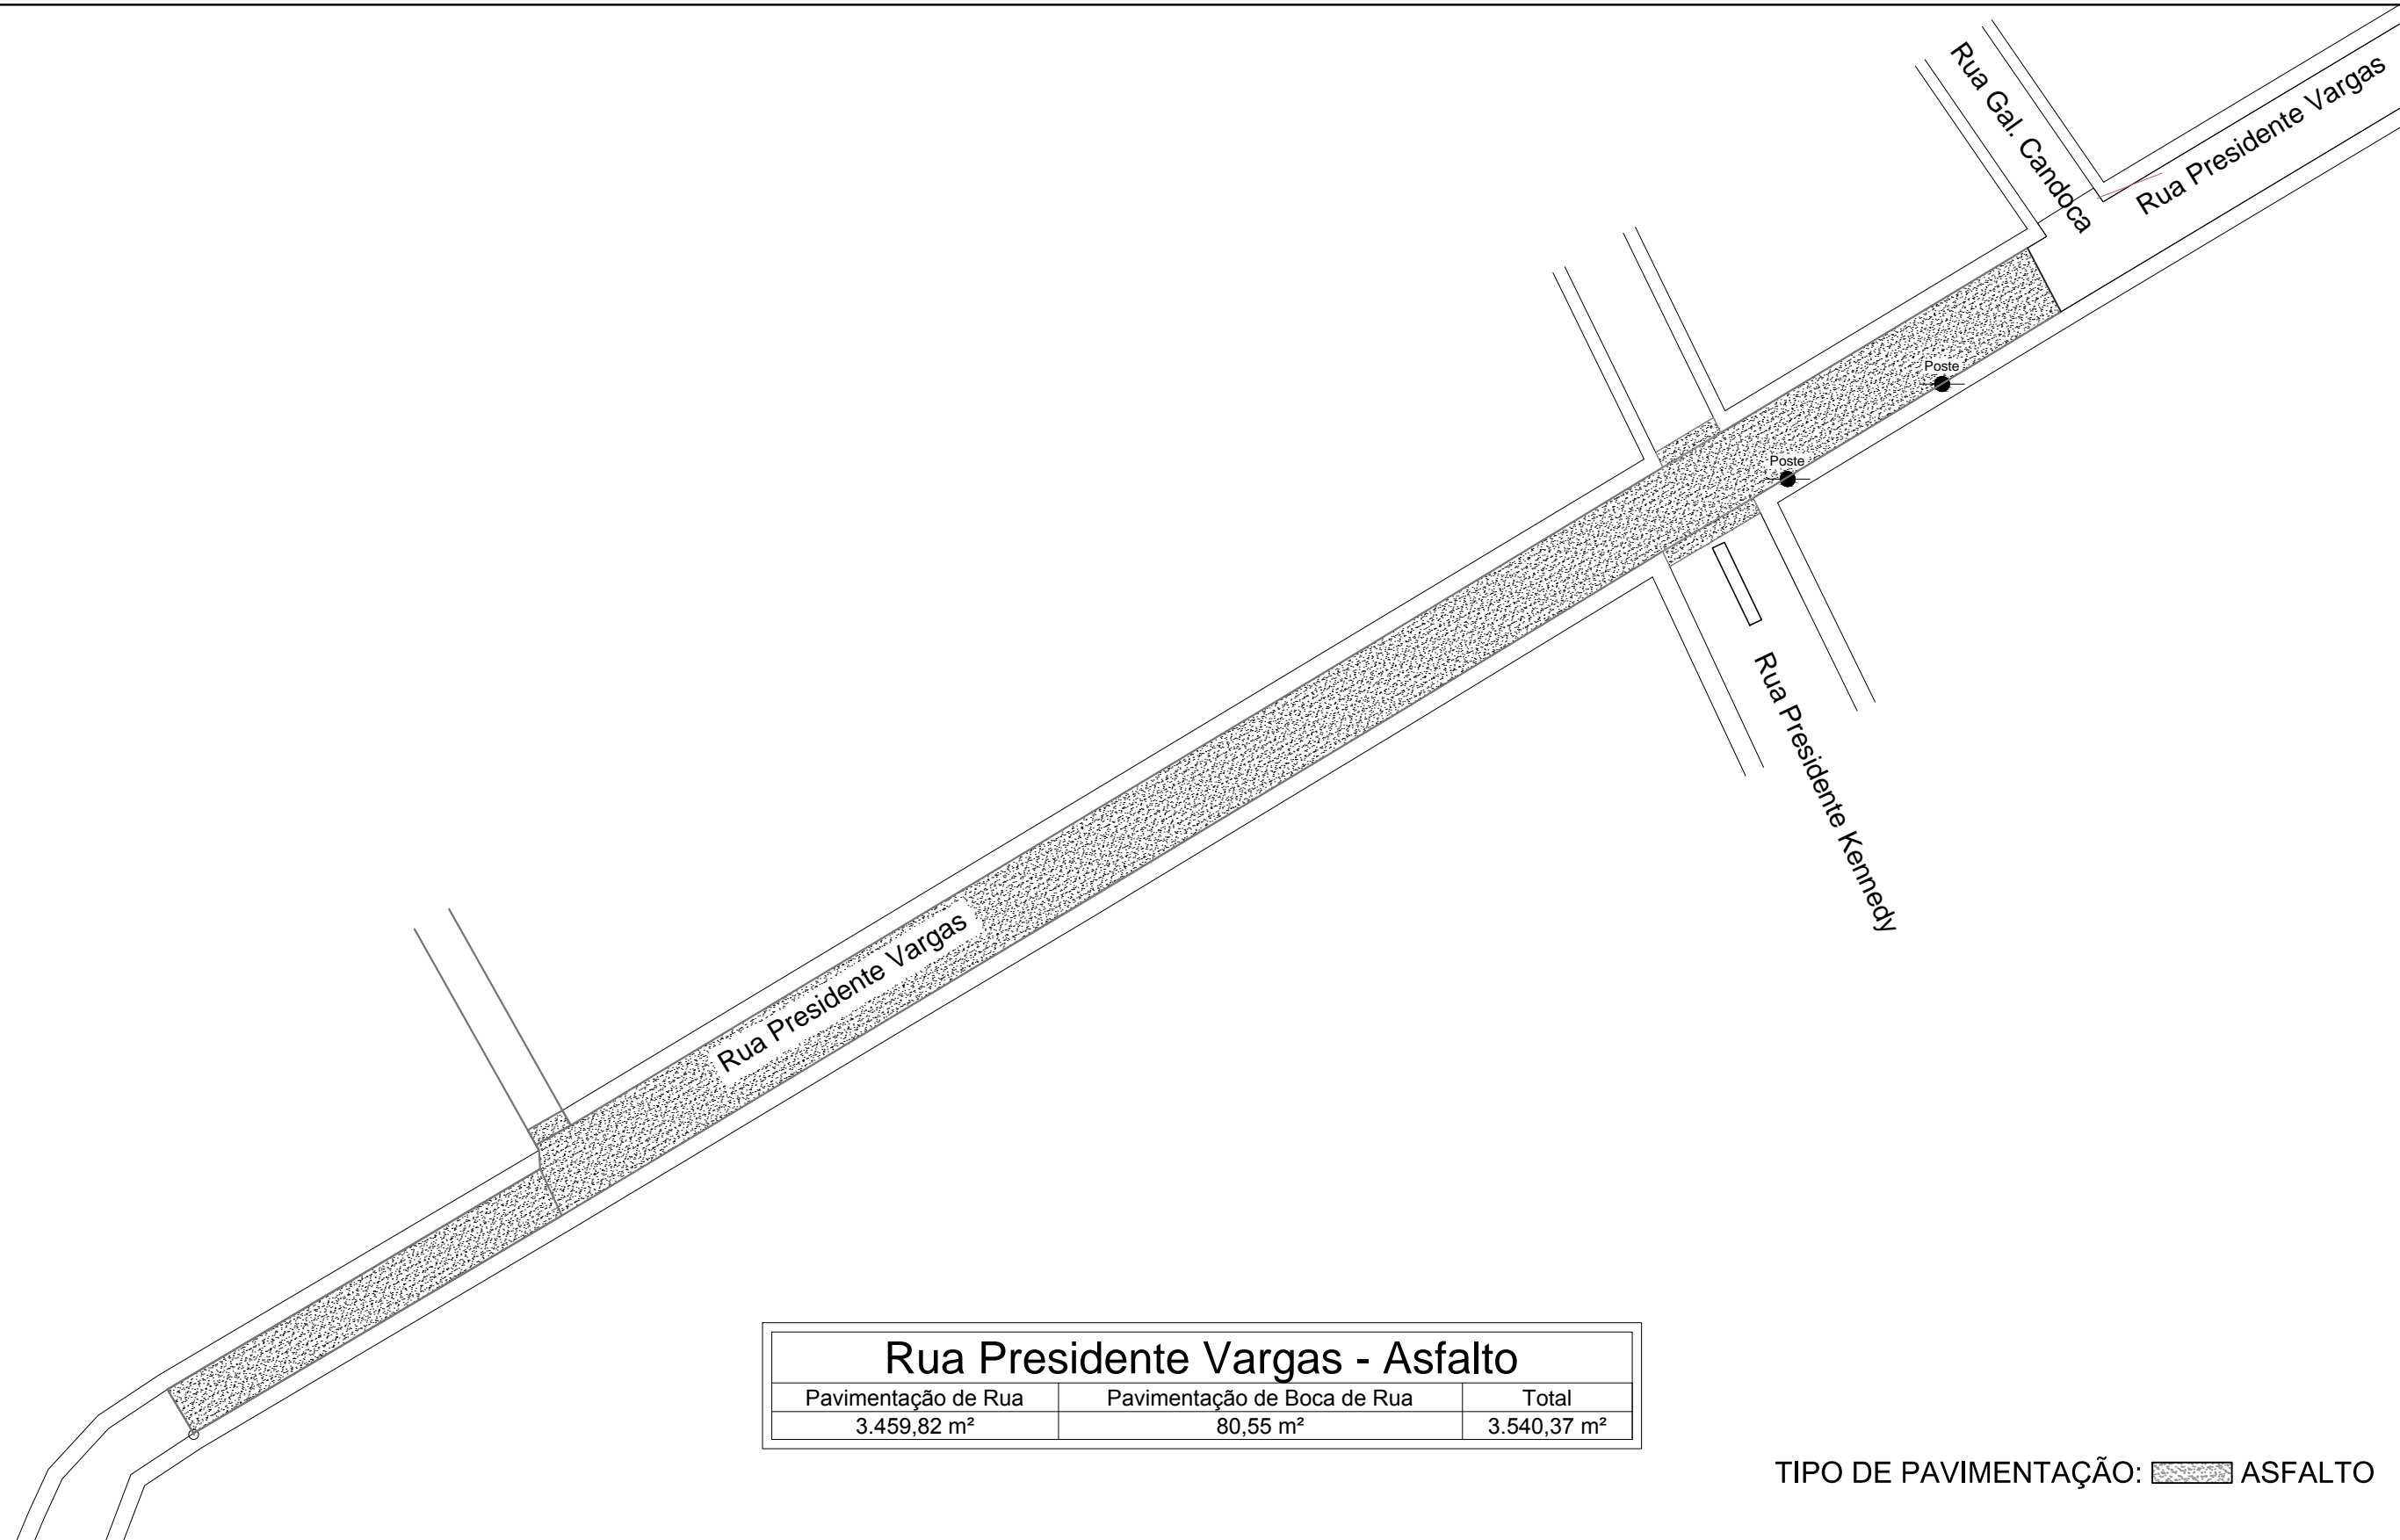 Rua Gal. Candoca
Rua Presidente Vargas
Poste
Poste
Rua Presidente Kennedy
Rua Presidente Vargas
Rua Presidente Vargas - Asfalto
Pavimentação de Rua Pavimentação de Boca de Rua Total
3.459,82 m² 80,55 m² 3.540,37 m²
TIPO DE PAVIMENTAÇÃO: ASFALTO